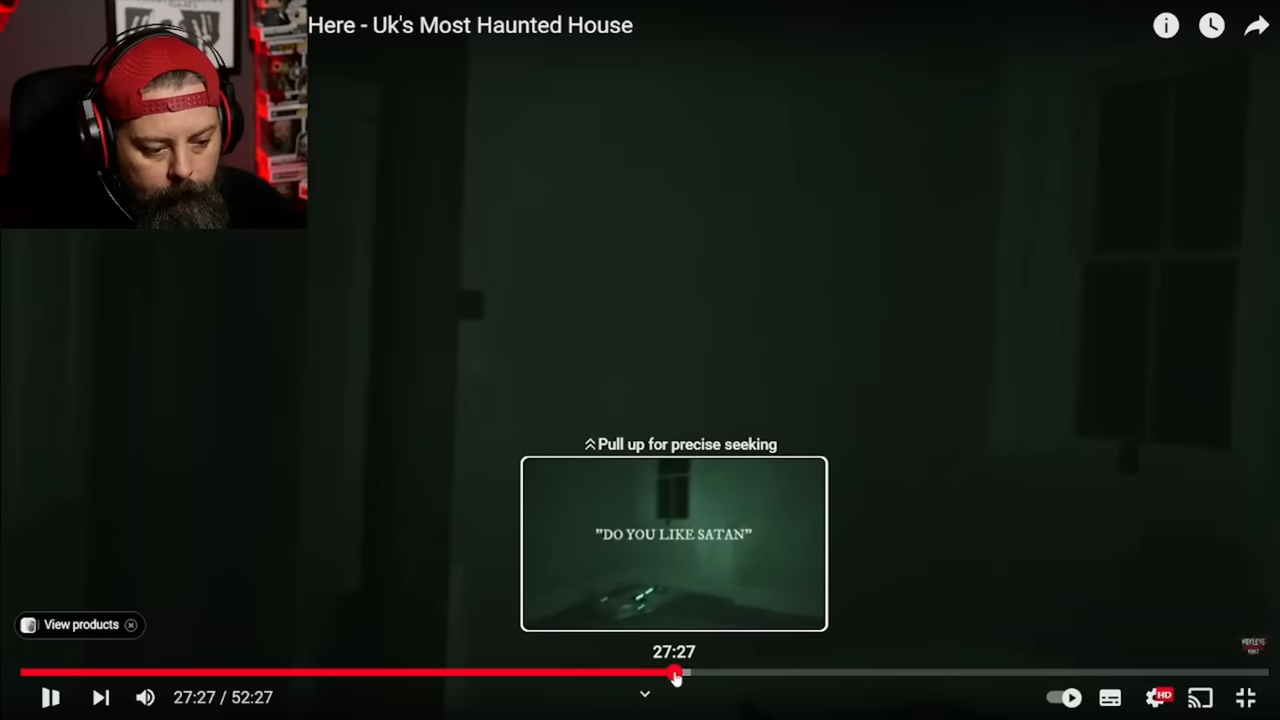 Here - Uk's Most Haunted House
Pull up for precise seeking
"DO YOU LIKE SATAN"
View products
27:27
27:27 / 52:27
HD